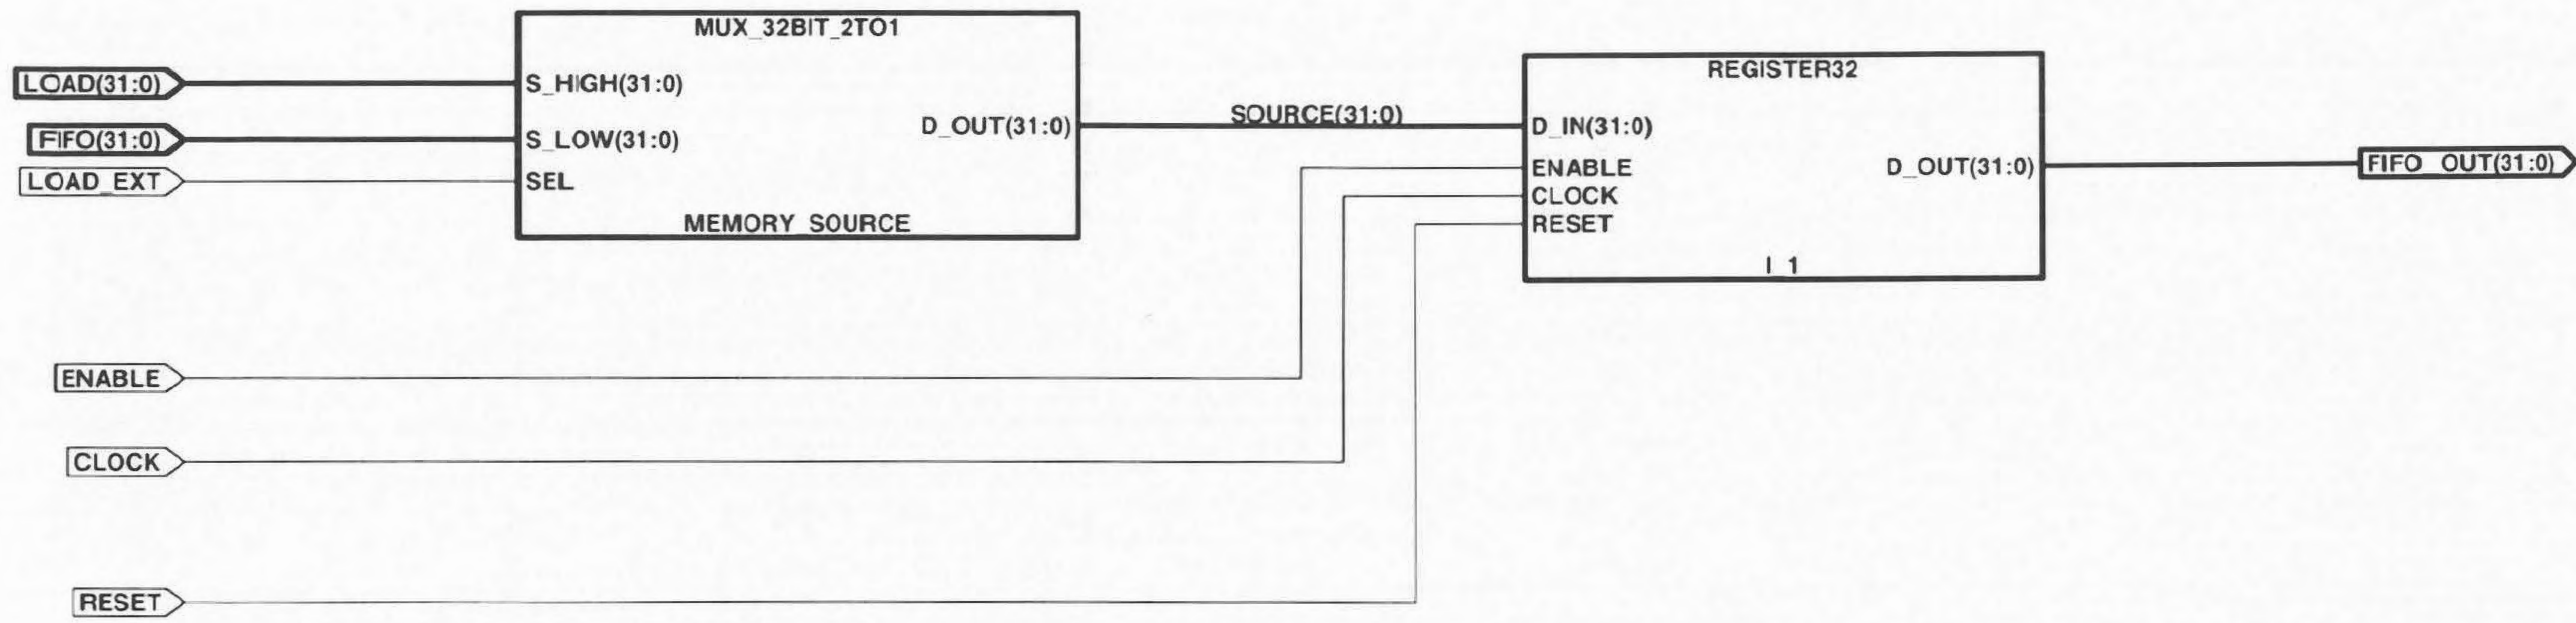 MUX_32BIT_2TO1
LOAD(31:0)
S_HIGH(31:0)
FIFO(31:0)
S_LOW(31:0)
D_OUT(31:0)
LOAD_EXT
SEL
MEMORY_SOURCE
SOURCE(31:0)
REGISTER32
D_IN(31:0)
ENABLE
CLOCK
RESET
D_OUT(31:0)
I_1
FIFO_OUT(31:0)
ENABLE
CLOCK
RESET